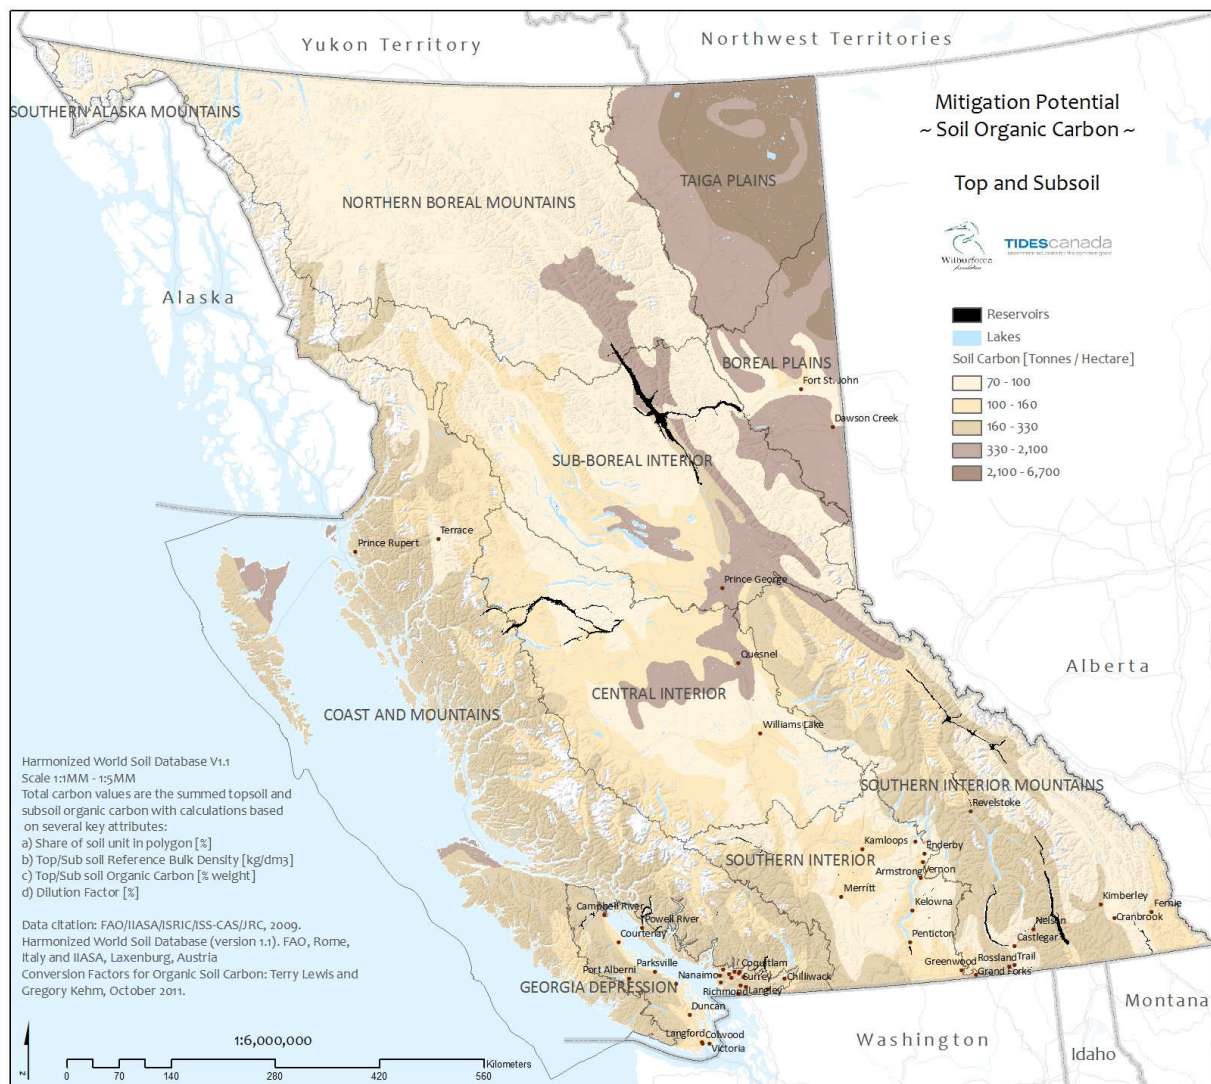 Yukon Territory
Northwest Territories
SOUTHERN ALASKA MOUNTAINS
Mitigation Potential
~ Soil Organic Carbon ~
Top and Subsoil
TAIGA PLAINS
NORTHERN BOREAL MOUNTAINS
Wilburforce
foundation
TIDES canada
Alaska
Reservoirs
Lakes
Soil Carbon [Tonnes / Hectare]
70 - 100
100 - 160
160 - 330
330 - 2,100
2,100 - 6,700
BOREAL PLAINS
Fort St. John
Dawson Creek
SUB-BOREAL INTERIOR
Terrace
Prince Rupert
Prince George
Quesnel
Alberta
CENTRAL INTERIOR
COAST AND MOUNTAINS
Williams Lake
SOUTHERN INTERIOR MOUNTAINS
Revelstoke
Harmonized World Soil Database V1.1
Scale 1:1MM - 1:5MM
Total carbon values are the summed topsoil and
subsoil organic carbon with calculations based
on several key attributes:
a) Share of soil unit in polygon [%]
b) Top/Sub soil Reference Bulk Density [kg/dm3]
c) Top/Sub soil Organic Carbon [% weight]
d) Dilution Factor [%]
Data citation: FAO/IIASA/ISRIC/ISS-CAS/JRC, 2009.
Harmonized World Soil Database (version 1.1). FAO, Rome,
Italy and IIASA, Laxenburg, Austria
Conversion Factors for Organic Soil Carbon: Terry Lewis and
Gregory Kehm, October 2011.
Kamloops
Enderby
SOUTHERN INTERIOR
Armstrong
Vernon
Merritt
Kelowna
Kimberley
Fernie
Cranbrook
Campbell River
Powell River
Nelson
Courtenay
Penticton
Castlegar
Parksville
Coquitlam
Greenwood
Rossland
Trail
Port Alberni
Nanaimo
Surrey
Chilliwack
Grand Forks
GEORGIA DEPRESSION
Richmond
Langley
Duncan
Montana
Langford
Colwood
Victoria
Washington
Idaho
1:6,000,000
Kilometers
0 70 140 280 420 560
N